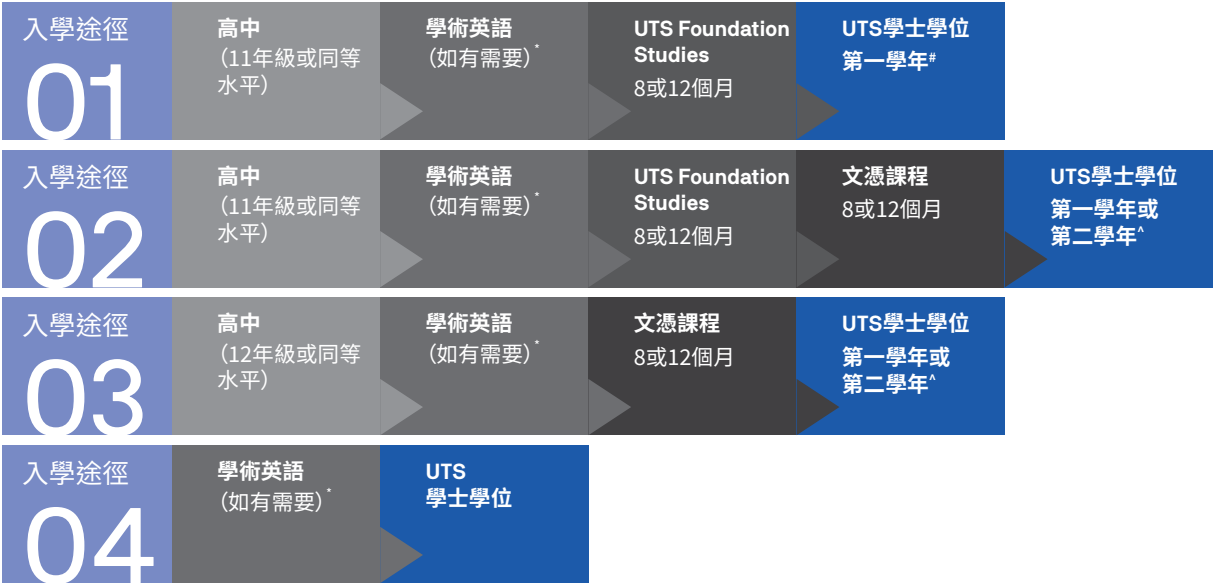 入學途徑
01
高中
（11年級或同等
水平）
學術英語
（如有需要）*
UTS Foundation
Studies
8或12個月
UTS學士學位
第一學年#
入學途徑
02
高中
（11年級或同等
水平）
學術英語
（如有需要）*
UTS Foundation
Studies
8或12個月
文憑課程
8或12個月
UTS學士學位
第一學年或
第二學年^
入學途徑
03
高中
（12年級或同等
水平）
學術英語
（如有需要）*
文憑課程
8或12個月
UTS學士學位
第一學年或
第二學年^
入學途徑
04
學術英語
（如有需要）*
UTS
學士學位